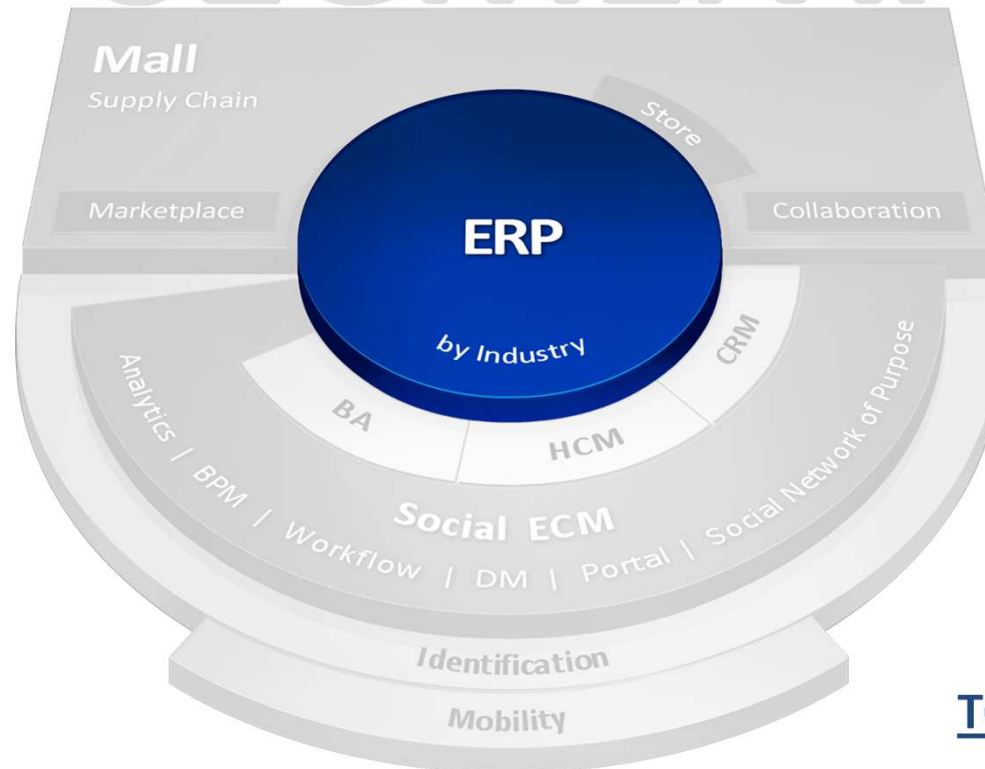 Mall
Supply Chain
Store
Marketplace
Collaboration
ERP
by Industry
CRM
BA
HCM
Analytics | BPM | Workflow | DM | Portal | Social Network of Purpose
Social ECM
Identification
Mobility